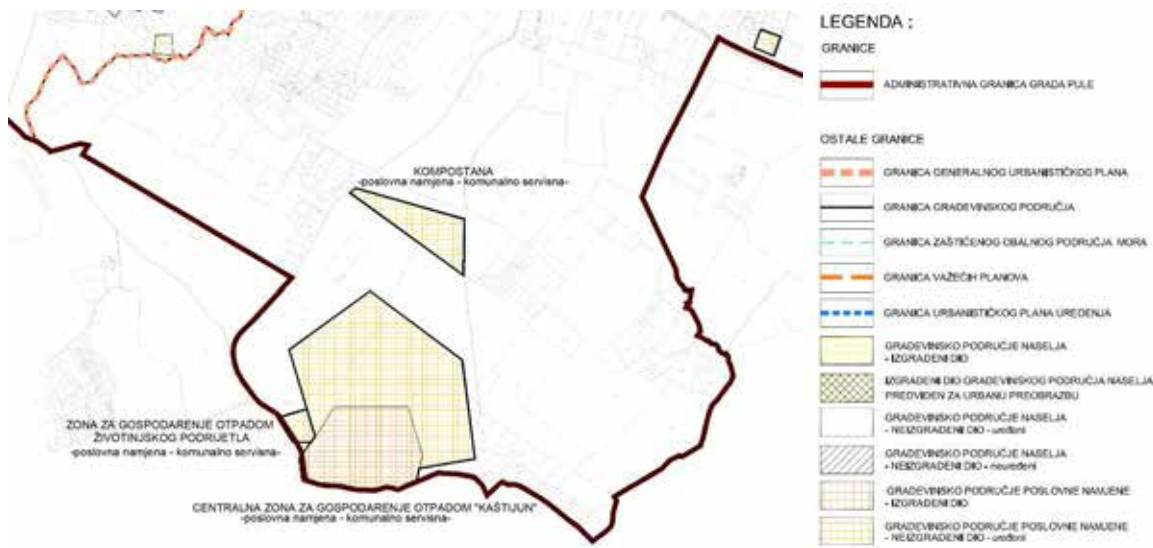 KOMPOSTANA
-poslovna namjena - komunalno servisna-
ZONA ZA GOSPODARENJE OTPADOM
ŽIVOTINJSKOG PODRIJETLA
-poslovna namjena - komunalno servisna-
CENTRALNA ZONA ZA GOSPODARENJE OTPADOM "KAŠTIJUN"
-poslovna namjena - komunalno servisna-
LEGENDA :
GRANICE
ADMINISTRATIVNA GRANICA GRADA PULE
OSTALE GRANICE
GRANICA GENERALNOG URBANISTIČKOG PLANA
GRANICA GRAĐEVINSKOG PODRUČJA
GRANICA ZAŠTIĆENOG OBALNOG PODRUČJA MORA
GRANICA VAŽEĆIH PLANOVA
GRANICA URBANISTIČKOG PLANA UREĐENJA
GRAĐEVINSKO PODRUČJE NASELJA
- IZGRAĐENI DIO
IZGRAĐENI DIO GRAĐEVINSKOG PODRUČJA NASELJA
PREDVIĐEN ZA URBANU PREOBRAZBU
GRAĐEVINSKO PODRUČJE NASELJA
- NEIZGRAĐENI DIO - uređeni
GRAĐEVINSKO PODRUČJE NASELJA
- NEIZGRAĐENI DIO - neuređeni
GRAĐEVINSKO PODRUČJE POSLOVNE NAMJENE
- IZGRAĐENI DIO
GRAĐEVINSKO PODRUČJE POSLOVNE NAMJENE
- NEIZGRAĐENI DIO - uređeni